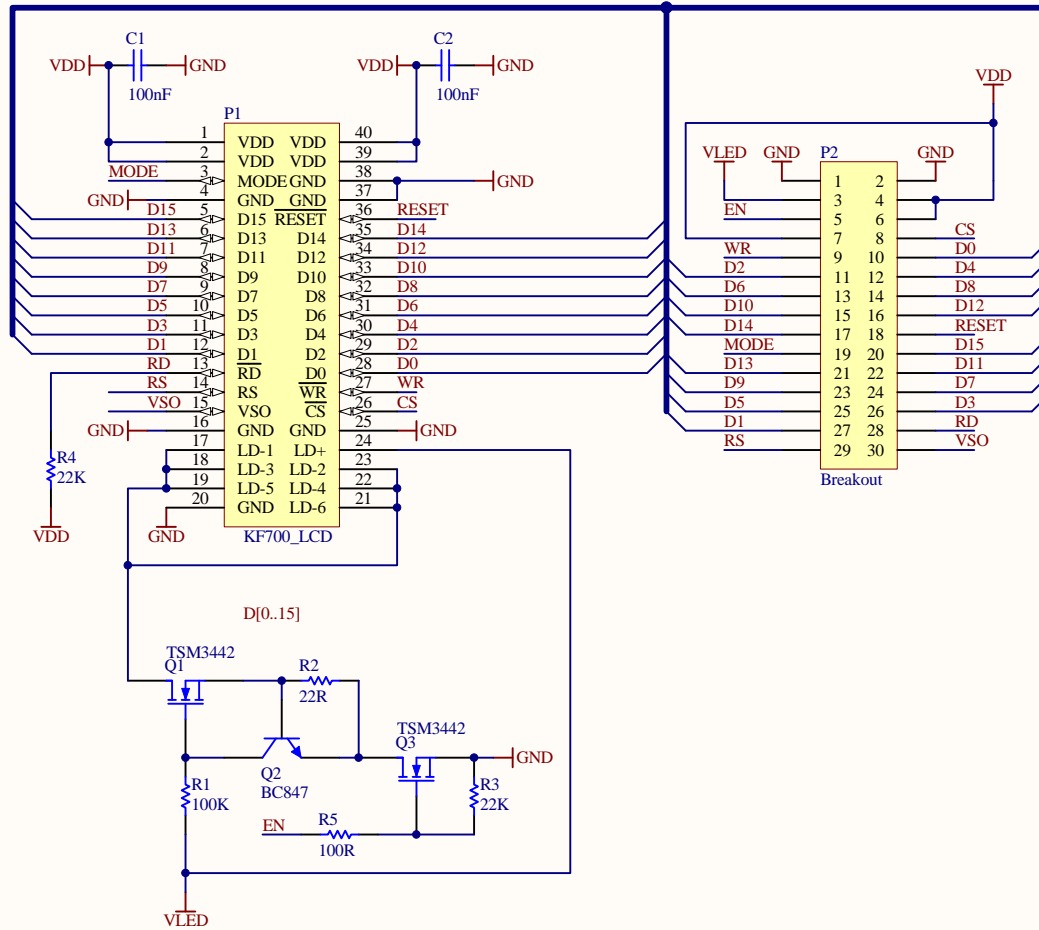 C1
VDD
GND
100nF
C2
VDD
GND
100nF
P1
1 VDD VDD 40
2 VDD VDD 39
MODE 3 MODE GND 38
GND 4 GND GND 37 GND
D15 5 D15 RESET 36 RESET
D13 6 D13 D14 35 D14
D11 7 D11 D12 34 D12
D9 8 D9 D10 33 D10
D7 9 D7 D8 32 D8
D5 10 D5 D6 31 D6
D3 11 D3 D4 30 D4
D1 12 D1 D2 29 D2
RD 13 RD D0 28 D0
RS 14 RS WR 27 WR
VSO 15 VSO CS 26 CS
GND 16 GND GND 25 GND
17 LD-1 LD+ 24
18 LD-3 LD-2 23
19 LD-5 LD-4 22
20 GND LD-6 21
GND
KF700_LCD
R4
22K
VDD
VDD
VLED GND P2 GND
1 2
3 4
EN 5 6
7 8 CS
WR 9 10 D0
D2 11 12 D4
D6 13 14 D8
D10 15 16 D12
D14 17 18 RESET
MODE 19 20 D15
D13 21 22 D11
D9 23 24 D7
D5 25 26 D3
D1 27 28 RD
RS 29 30 VSO
Breakout
D[0..15]
TSM3442
Q1
R2
22R
TSM3442
Q3
GND
Q2
BC847
R1
100K
R3
22K
EN
R5
100R
VLED